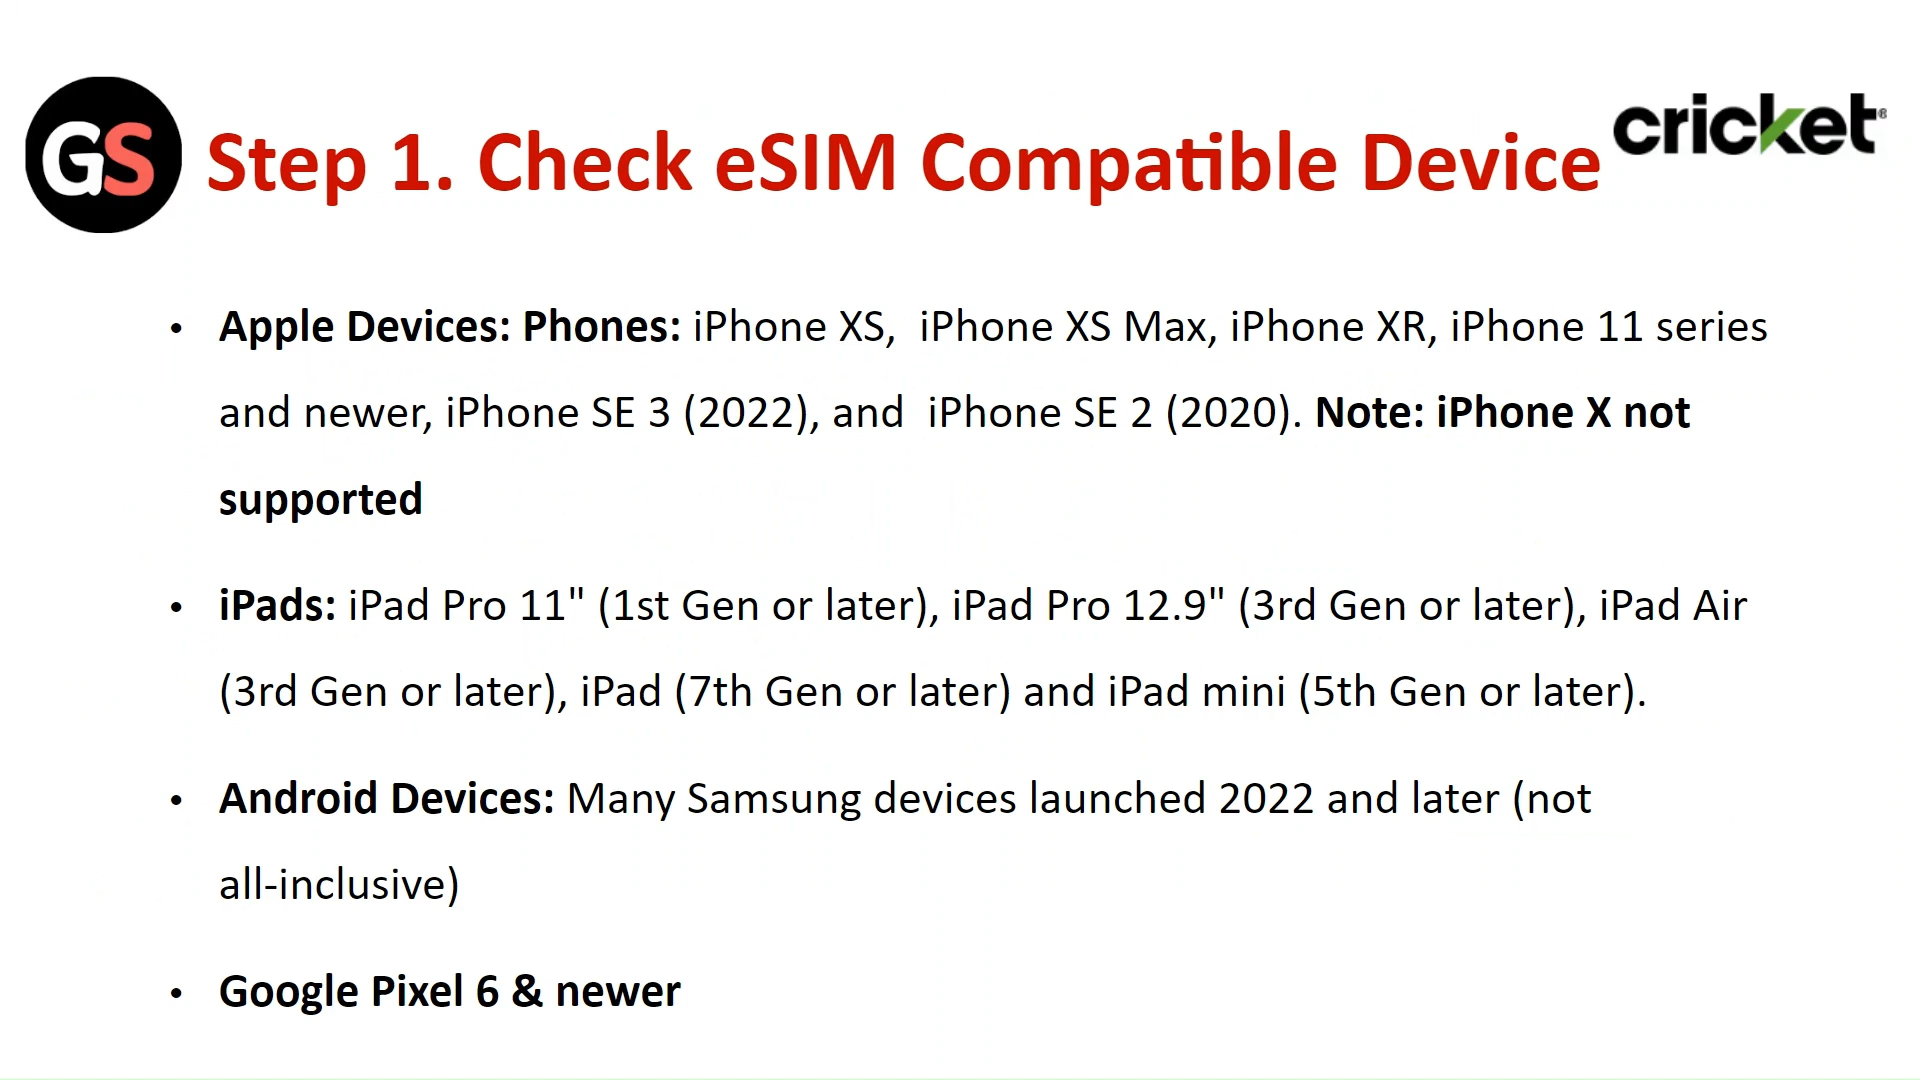 GS
Step 1. Check eSIM Compatible Device
cricket®
• Apple Devices: Phones: iPhone XS,  iPhone XS Max, iPhone XR, iPhone 11 series
and newer, iPhone SE 3 (2022), and  iPhone SE 2 (2020). Note: iPhone X not
supported
• iPads: iPad Pro 11" (1st Gen or later), iPad Pro 12.9" (3rd Gen or later), iPad Air
(3rd Gen or later), iPad (7th Gen or later) and iPad mini (5th Gen or later).
• Android Devices: Many Samsung devices launched 2022 and later (not
all-inclusive)
• Google Pixel 6 & newer